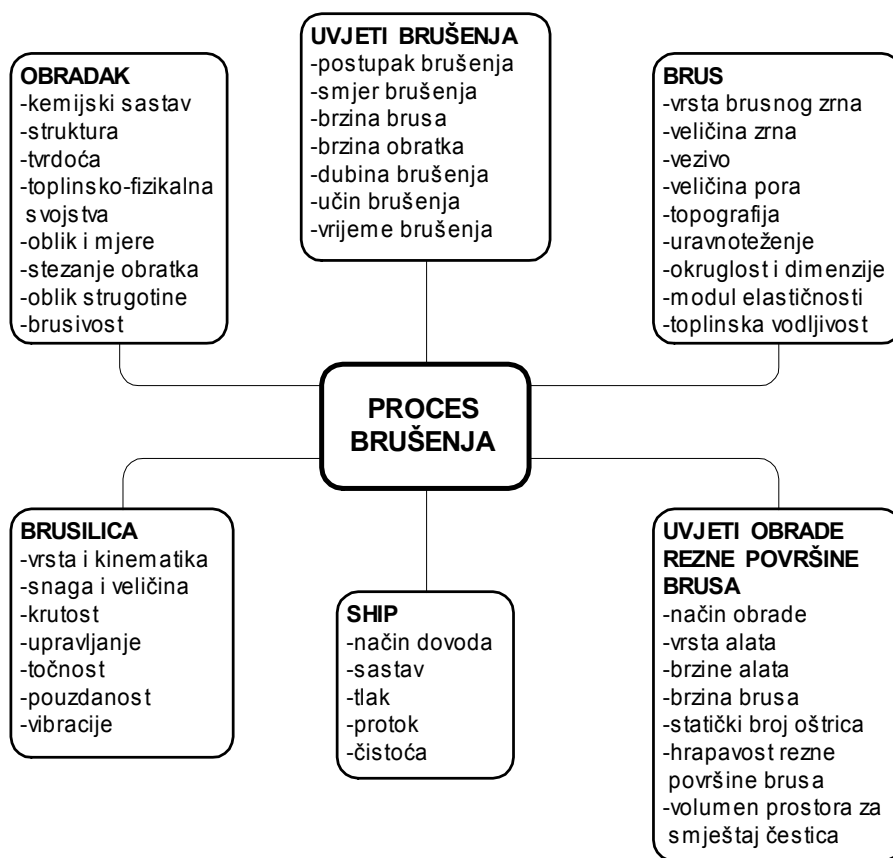 OBRADAK
-kemijski sastav
-struktura
-tvrdoća
-toplinsko-fizikalna
svojstva
-oblik i mjere
-stezanje obratka
-oblik strugotine
-brusivost
UVJETI BRUŠENJA
-postupak brušenja
-smjer brušenja
-brzina brusa
-brzina obratka
-dubina brušenja
-učin brušenja
-vrijeme brušenja
BRUS
-vrsta brusnog zrna
-veličina zrna
-vezivo
-veličina pora
-topografija
-uravnoteženje
-okruglost i dimenzije
-modul elastičnosti
-toplinska vodljivost
PROCES
BRUŠENJA
BRUSILICA
-vrsta i kinematika
-snaga i veličina
-krutost
-upravljanje
-točnost
-pouzdanost
-vibracije
SHIP
-način dovoda
-sastav
-tlak
-protok
-čistoća
UVJETI OBRADE
REZNE POVRŠINE
BRUSA
-način obrade
-vrsta alata
-brzine alata
-brzina brusa
-statički broj oštrica
-hrapavost rezne
površine brusa
-volumen prostora za
smještaj čestica